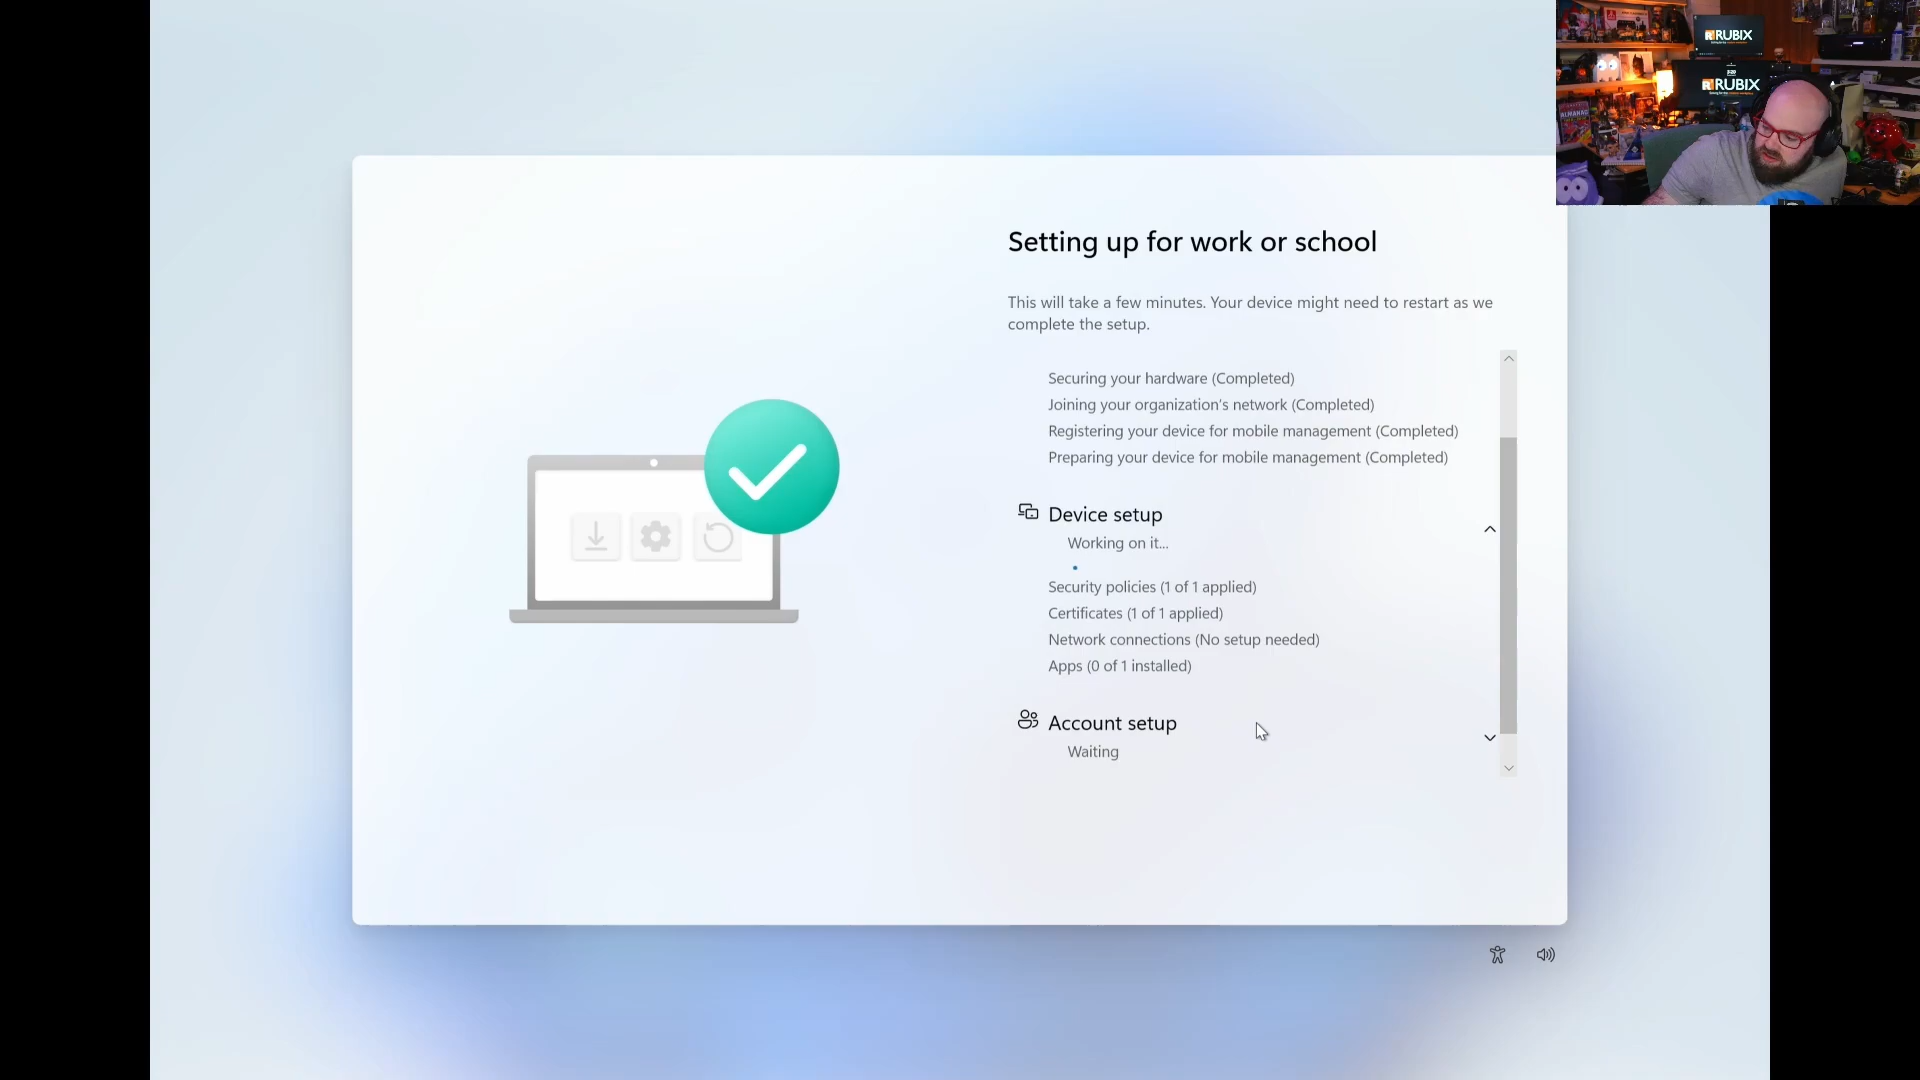 RUBIX
RUBIX
ALMANAC
Setting up for work or school
This will take a few minutes. Your device might need to restart as we
complete the setup.
Securing your hardware (Completed)
Joining your organization's network (Completed)
Registering your device for mobile management (Completed)
Preparing your device for mobile management (Completed)
Device setup
Working on it...
Security policies (1 of 1 applied)
Certificates (1 of 1 applied)
Network connections (No setup needed)
Apps (0 of 1 installed)
Account setup
Waiting